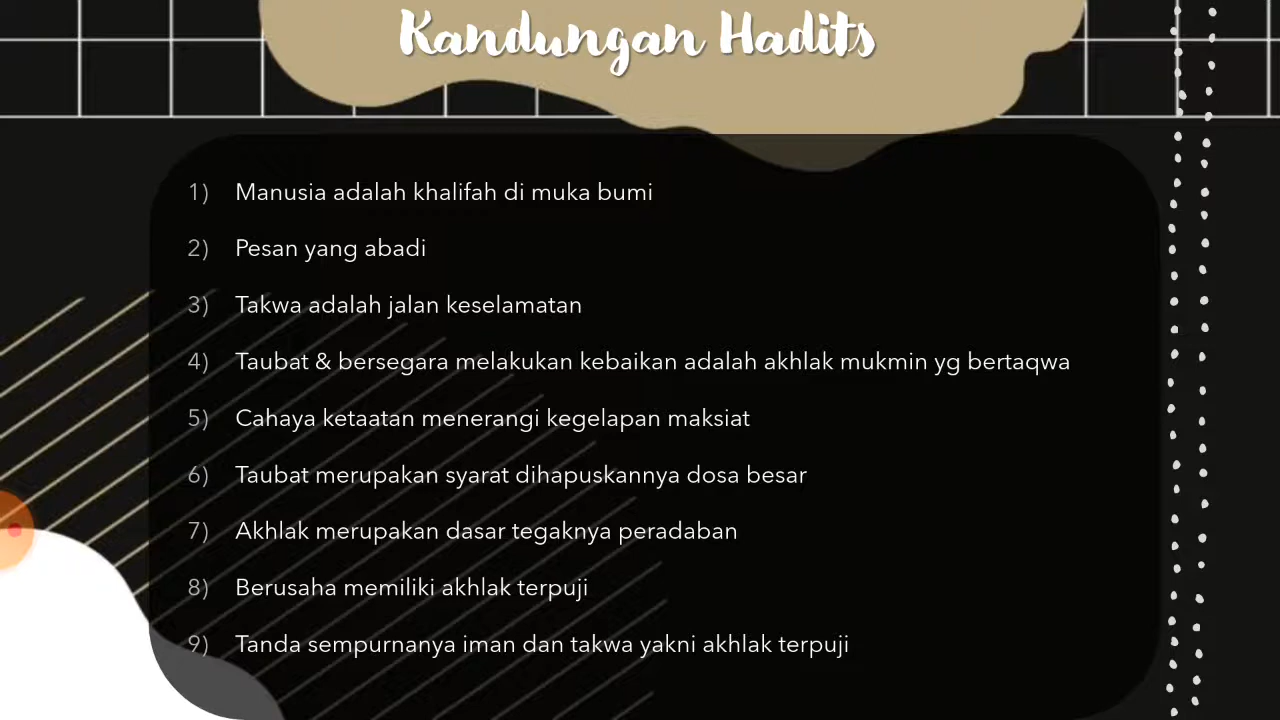 Kandungan Hadits
1) Manusia adalah khalifah di muka bumi
2) Pesan yang abadi
3) Takwa adalah jalan keselamatan
4) Taubat & bersegara melakukan kebaikan adalah akhlak mukmin yg bertaqwa
5) Cahaya ketaatan menerangi kegelapan maksiat
6) Taubat merupakan syarat dihapuskannya dosa besar
7) Akhlak merupakan dasar tegaknya peradaban
8) Berusaha memiliki akhlak terpuji
9) Tanda sempurnanya iman dan takwa yakni akhlak terpuji